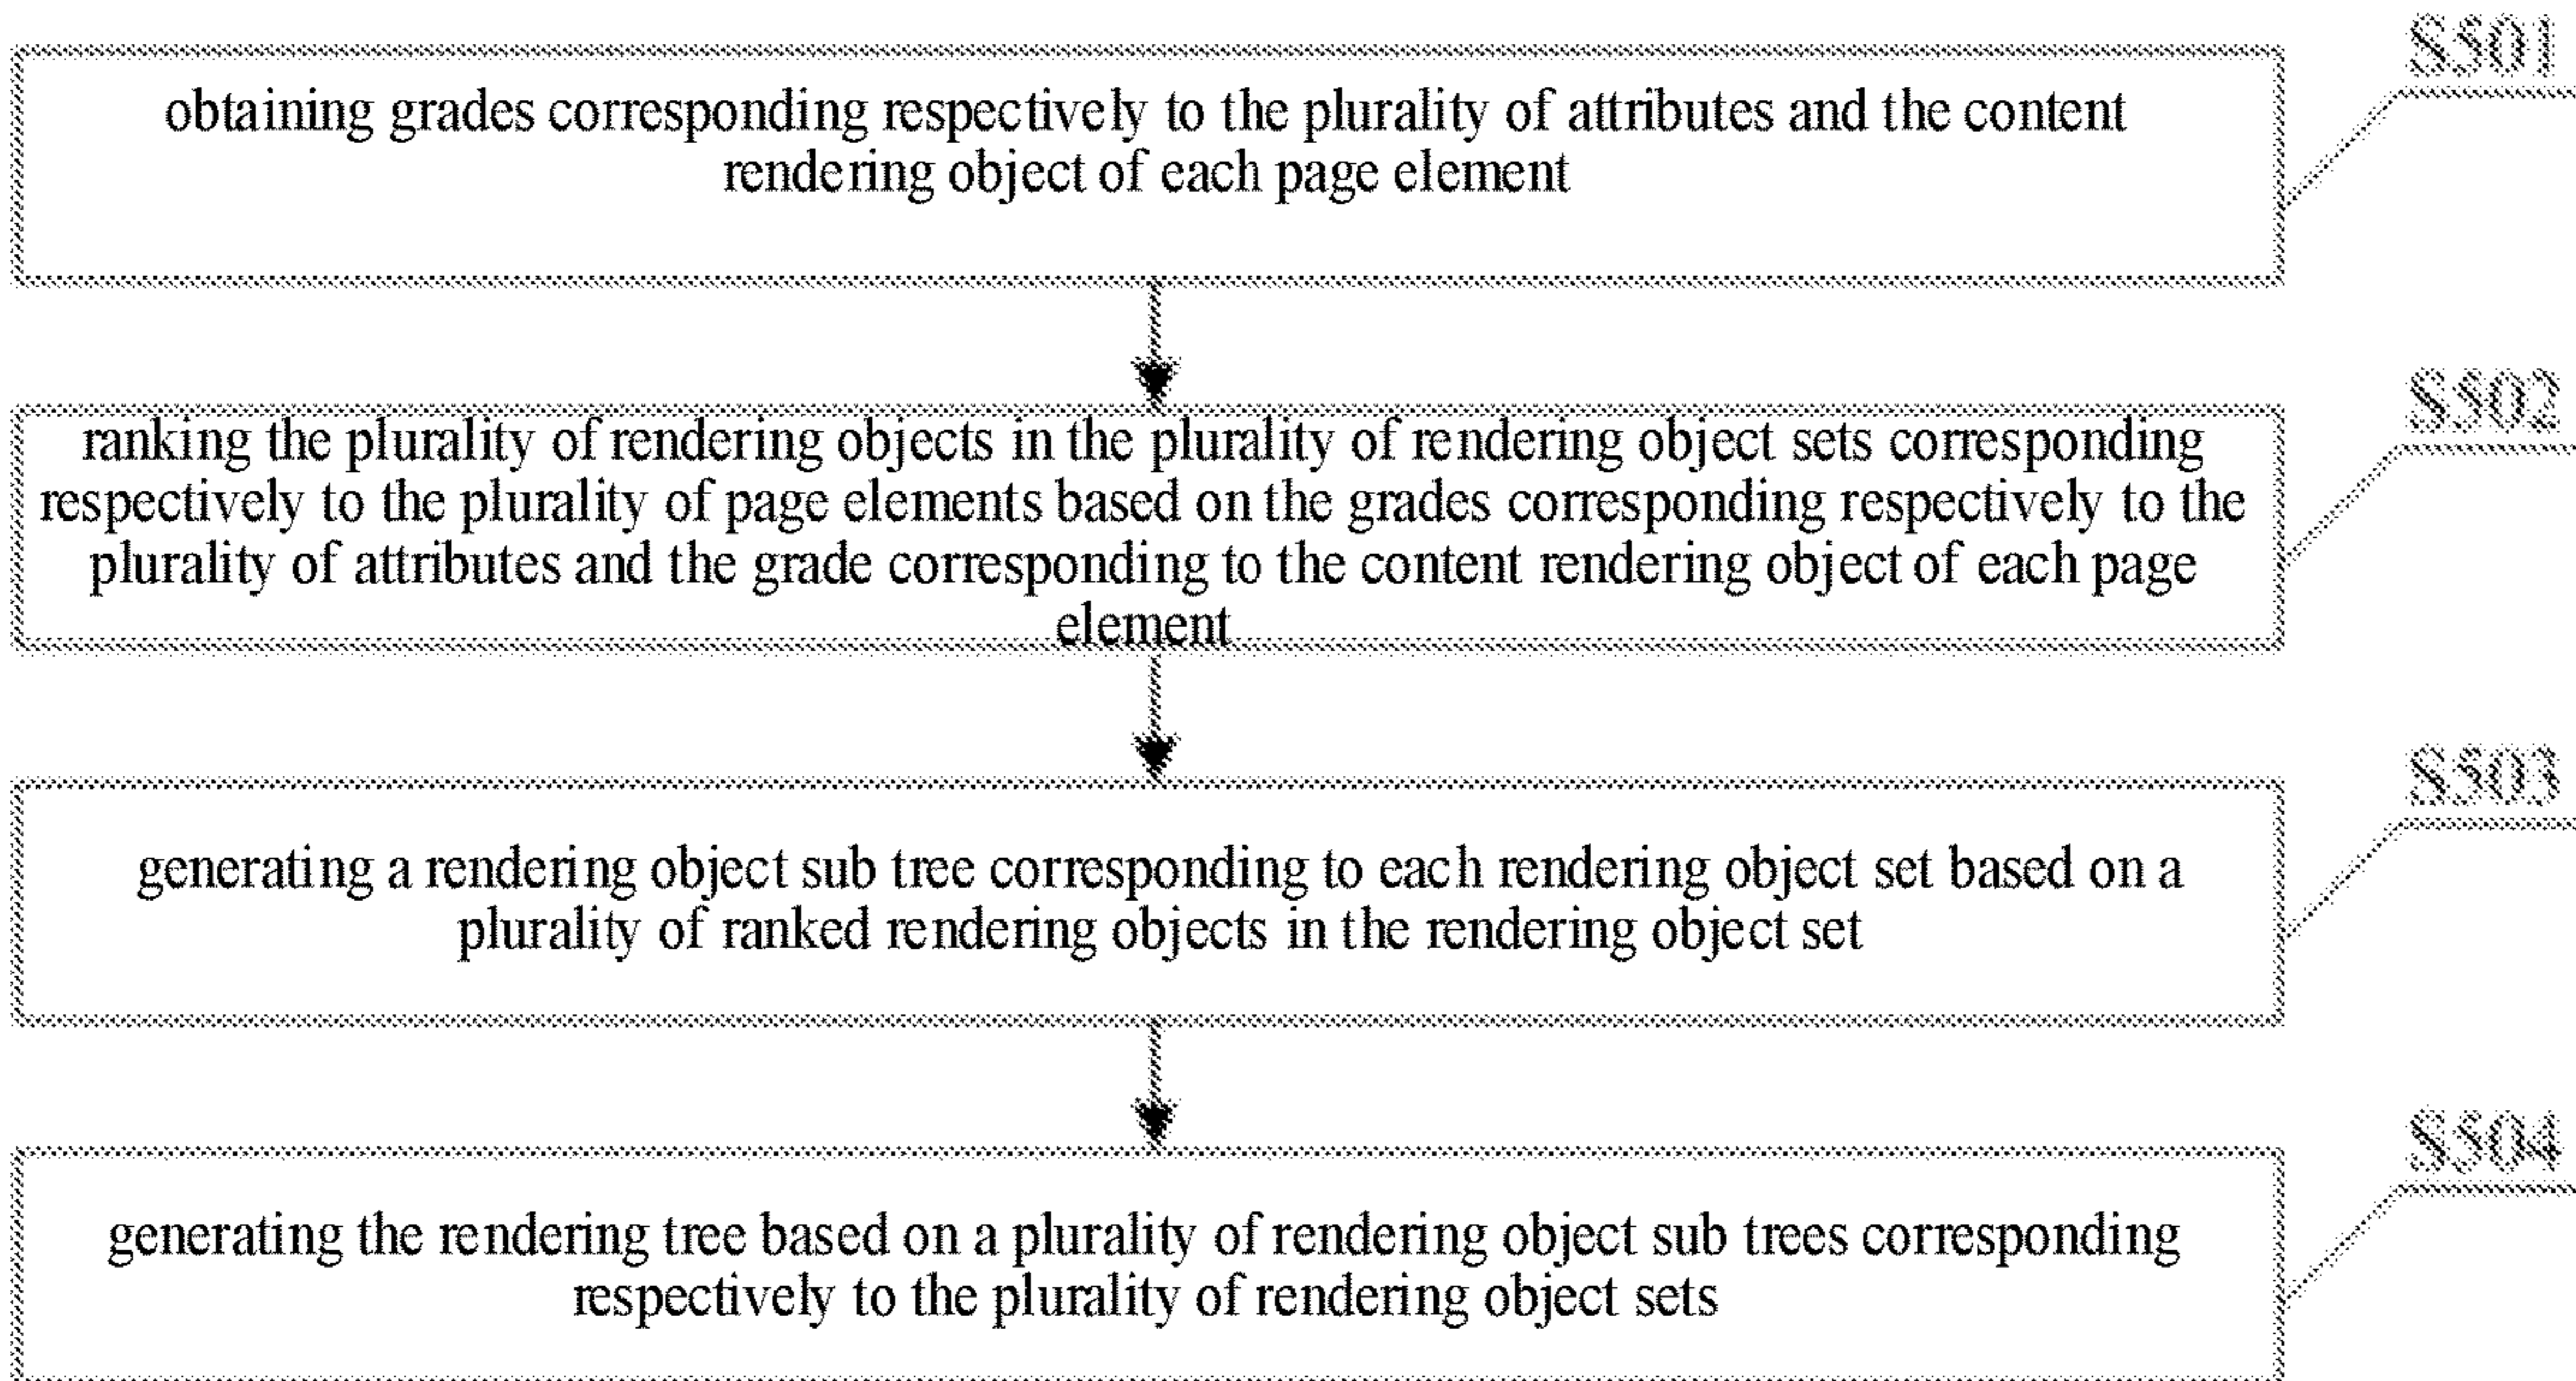 S501
obtaining grades corresponding respectively to the plurality of attributes and the content
rendering object of each page element
S502
ranking the plurality of rendering objects in the plurality of rendering object sets corresponding
respectively to the plurality of page elements based on the grades corresponding respectively to the
plurality of attributes and the grade corresponding to the content rendering object of each page
element
S503
generating a rendering object sub tree corresponding to each rendering object set based on a
plurality of ranked rendering objects in the rendering object set
S504
generating the rendering tree based on a plurality of rendering object sub trees corresponding
respectively to the plurality of rendering object sets